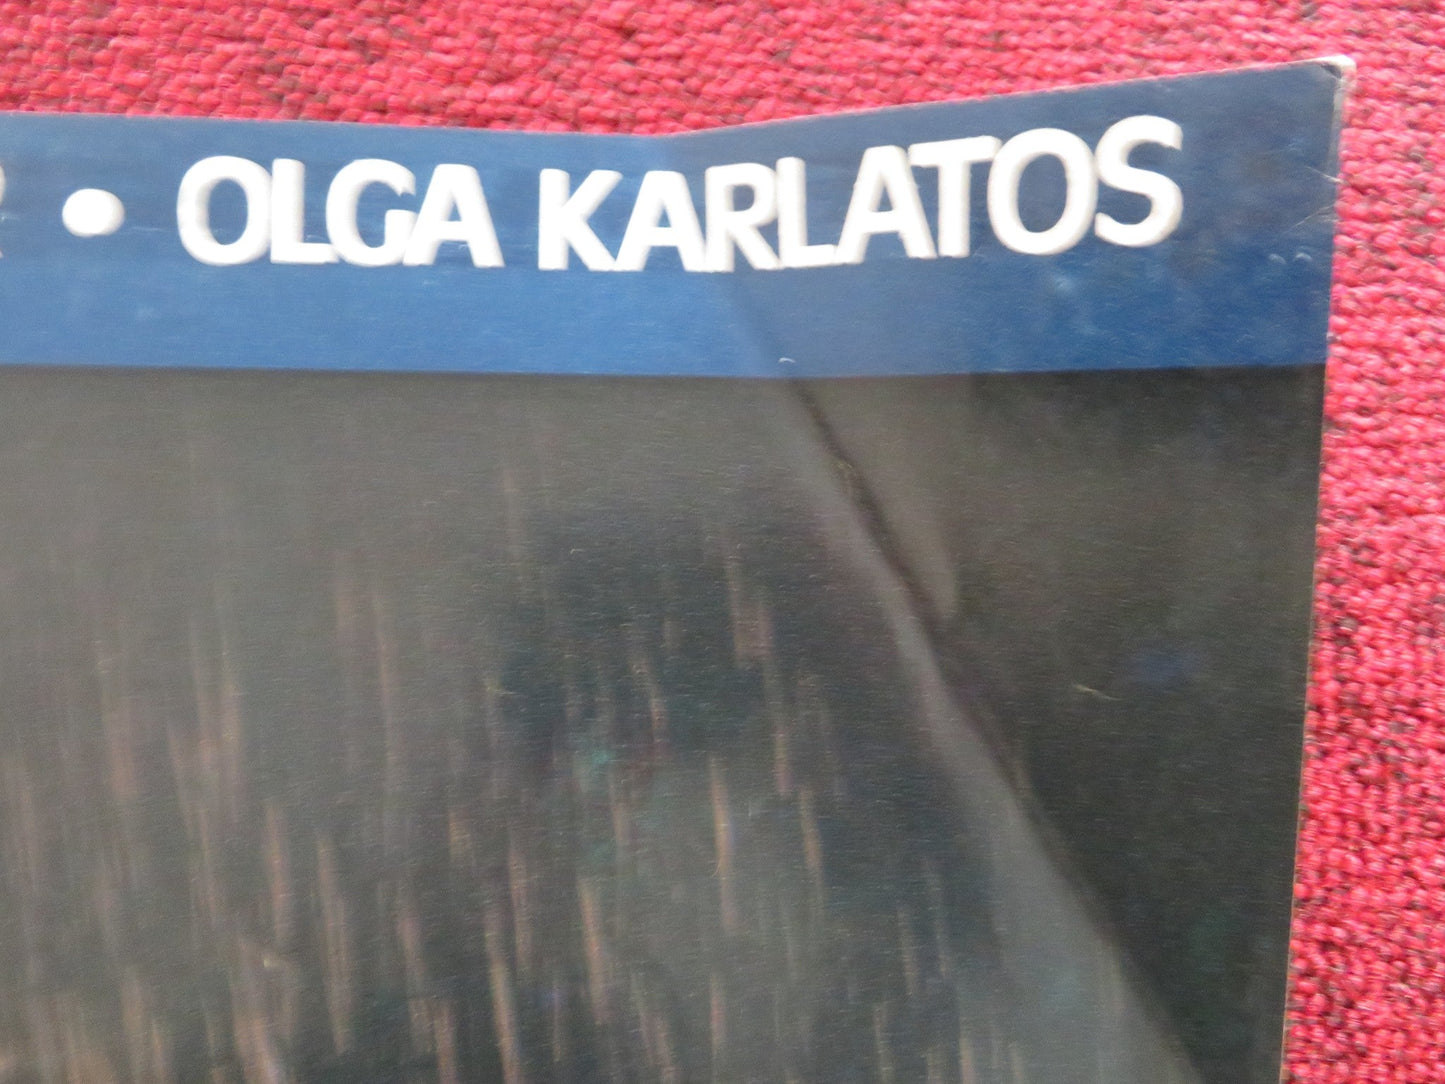 R • OLGA KARLATOS